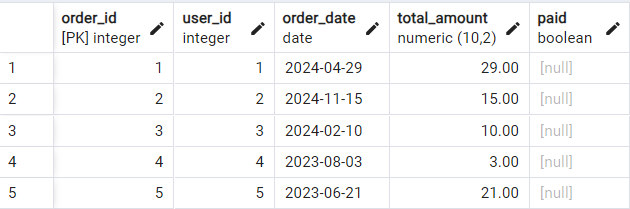 order_id user_id order_date total_amount paid
[PK] integer integer date numeric (10,2) boolean
1 1 1 2024-04-29 29.00 [null]
2 2 2 2024-11-15 15.00 [null]
3 3 3 2024-02-10 10.00 [null]
4 4 4 2023-08-03 3.00 [null]
5 5 5 2023-06-21 21.00 [null]